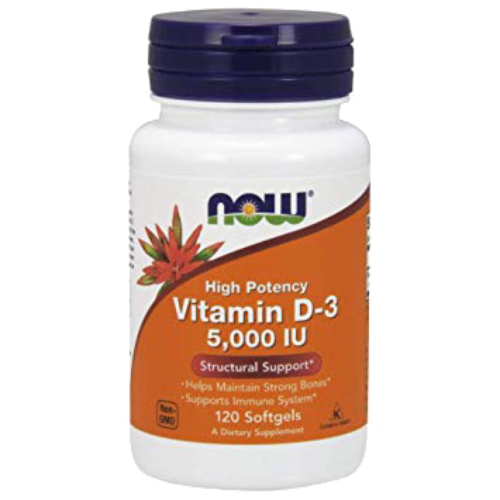 NOW®
High Potency
Vitamin D-3
5,000 IU
Structural Support*
• Helps Maintain Strong Bones*
• Supports Immune System*
120 Softgels
A Dietary Supplement
Non-
GMO
K